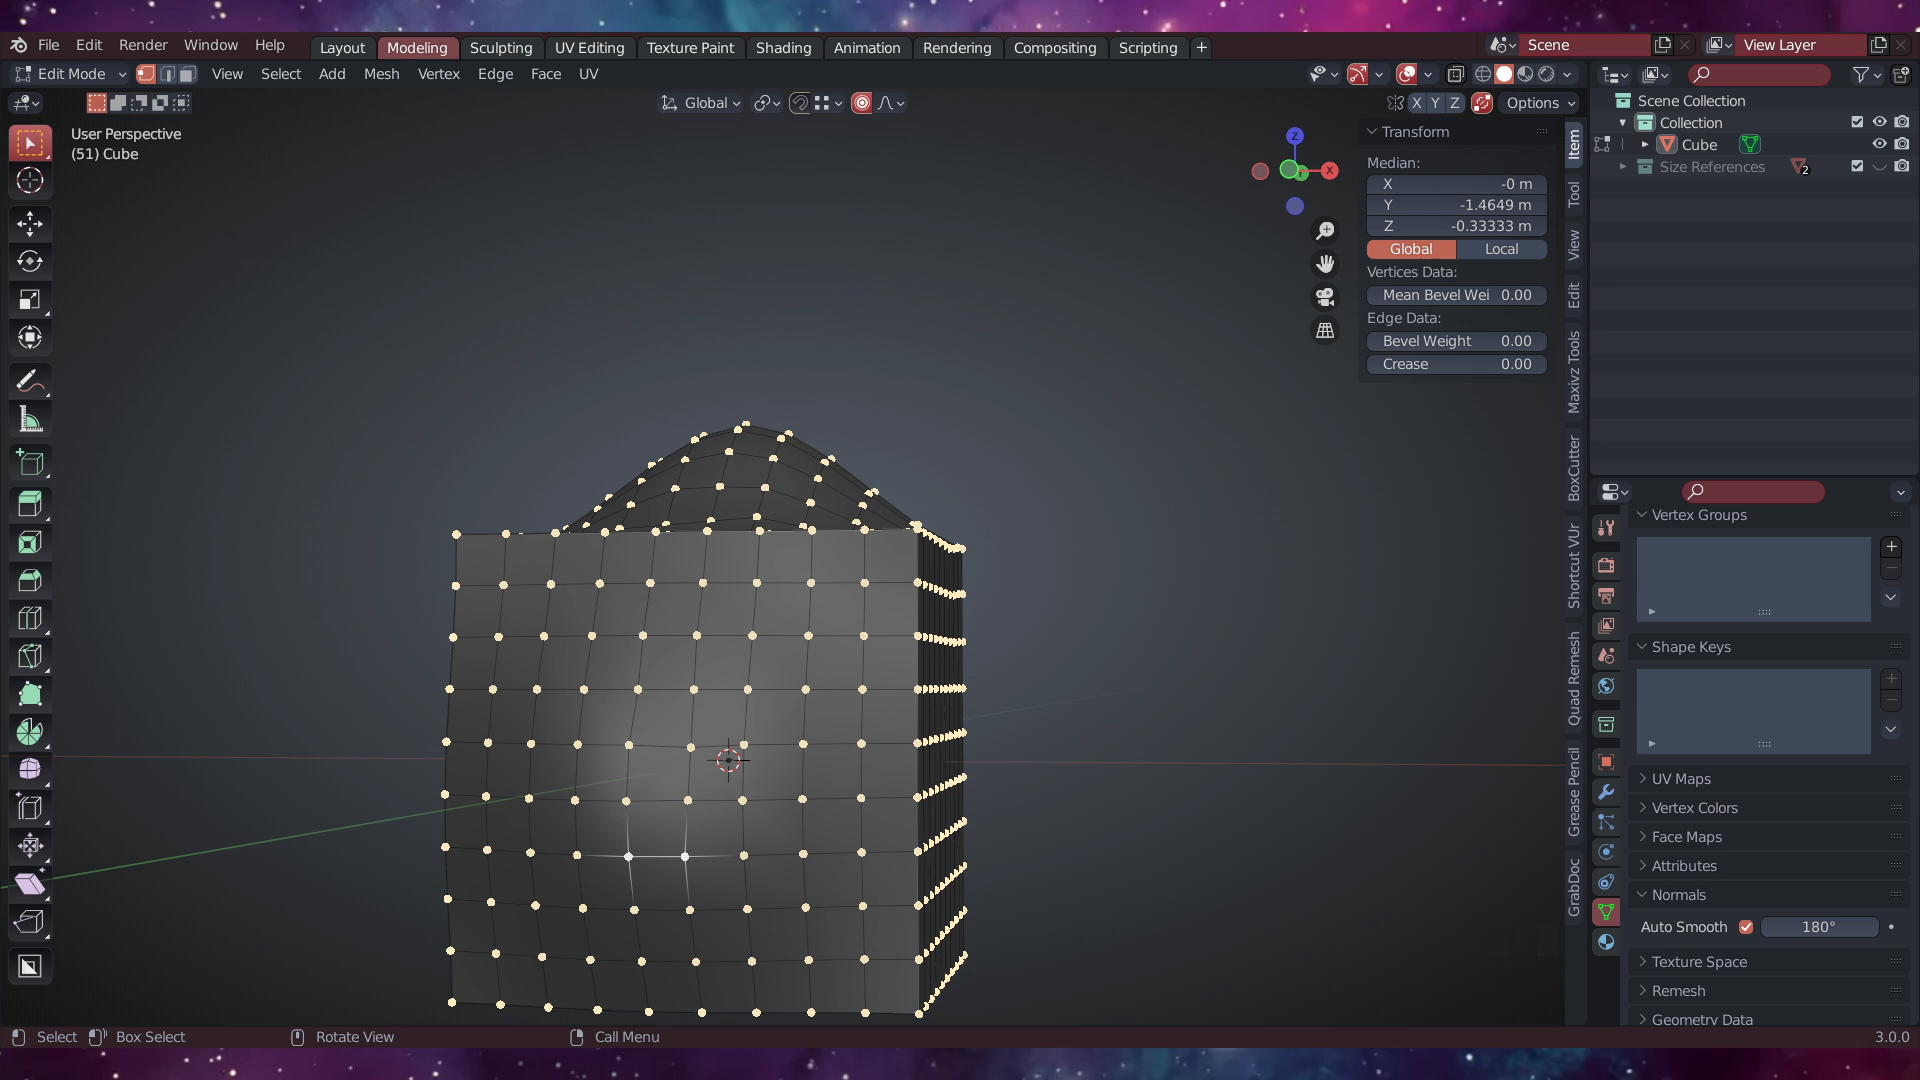 File Edit Render Window Help Layout Modeling Sculpting UV Editing Texture Paint Shading Animation Rendering Compositing Scripting + Scene View Layer
Edit Mode View Select Add Mesh Vertex Edge Face UV
Global X Y Z Options
User Perspective
(51) Cube
Z
X
Transform
Median:
X -0 m
Y -1.4649 m
Z -0.33333 m
Global Local
Vertices Data:
Mean Bevel Wei 0.00
Edge Data:
Bevel Weight 0.00
Crease 0.00
Item
Tool
View
Edit
Maxivz Tools
BoxCutter
Shortcut VUr
Quad Remesh
Grease Pencil
GrabDoc
Scene Collection
Collection
Cube
Size References 2
Vertex Groups
Shape Keys
UV Maps
Vertex Colors
Face Maps
Attributes
Normals
Auto Smooth 180°
Texture Space
Remesh
Geometry Data
Select Box Select Rotate View Call Menu 3.0.0